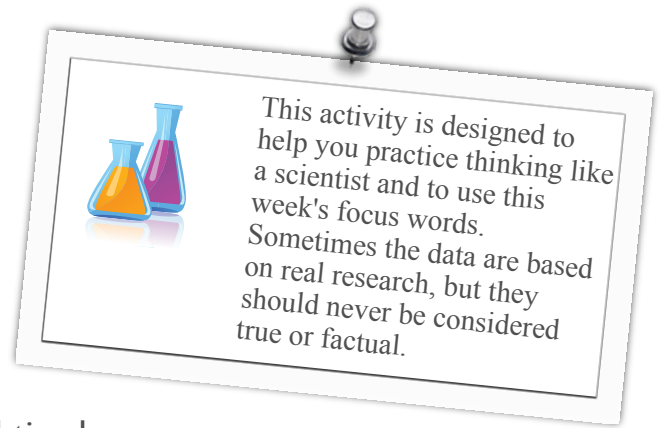 This activity is designed to
help you practice thinking like
a scientist and to use this
week's focus words.
Sometimes the data are based
on real research, but they
should never be considered
true or factual.